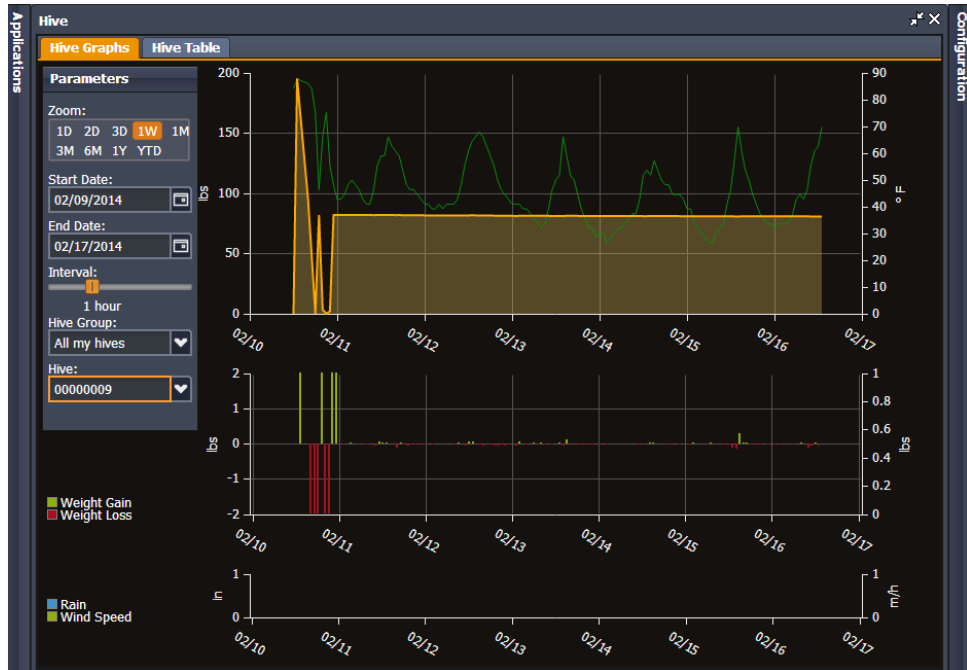 Applications
Hive
Configuration
Hive Graphs Hive Table
Parameters
Zoom:
1D 2D 3D 1W 1M
3M 6M 1Y YTD
Start Date:
02/09/2014
End Date:
02/17/2014
Interval:
1 hour
Hive Group:
All my hives
Hive:
00000009
200
150
100
50
0
lbs
90
80
70
60
50
40
30
20
10
0
°F
02/10 02/11 02/12 02/13 02/14 02/15 02/16 02/17
Weight Gain
Weight Loss
2
1
0
-1
-2
lbs
1
0.8
0.6
0.4
0.2
0
lbs
02/10 02/11 02/12 02/13 02/14 02/15 02/16 02/17
Rain
Wind Speed
1
0
in
1
0
m/h
02/10 02/11 02/12 02/13 02/14 02/15 02/16 02/17